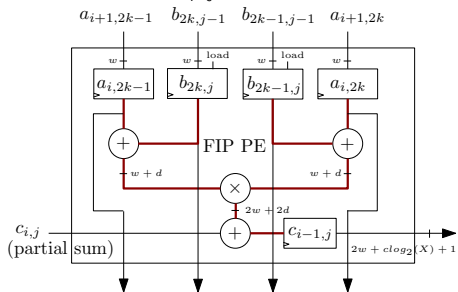 a_{i+1,2k−1} b_{2k,j−1} b_{2k−1,j−1} a_{i+1,2k}
w w load w w load w
a_{i,2k−1} b_{2k,j} b_{2k−1,j} a_{i,2k}
+ FIP PE +
w + d w + d
×
2w + 2d
c_{i,j} + c_{i−1,j}
(partial sum) 2w + clog_2(X) + 1